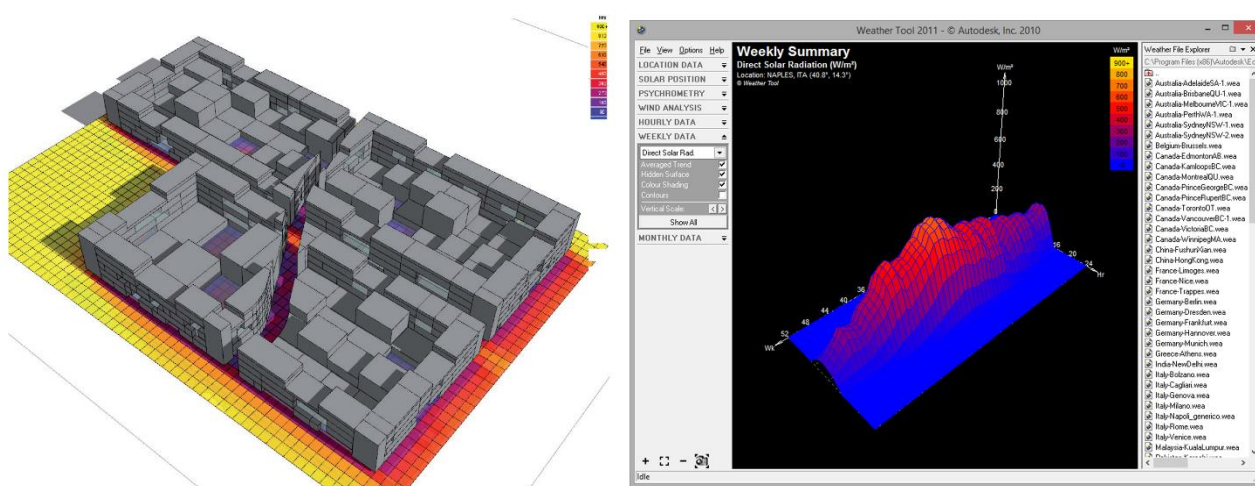 900+
Weather Tool 2011 - © Autodesk, Inc. 2010
File View Options Help
LOCATION DATA
SOLAR POSITION
PSYCHROMETRY
WIND ANALYSIS
HOURLY DATA
WEEKLY DATA
Direct Solar Rad.
Averaged Trend
Hidden Surface
Colour Shading
Contours
Vertical Scale:
Show All
MONTHLY DATA
Idle
Weekly Summary
Direct Solar Radiation (W/m²)
Location: NAPLES, ITA (40.8°, 14.3°)
© Weather Tool
W/m²
1000
800
600
400
200
16
20
24
Hr
36
40
44
48
52
Wk
W/m²
900+
800
700
600
500
400
Weather File Explorer
C:\Program Files (x86)\Autodesk\Ec
..
Australia-AdelaideSA-1.wea
Australia-BrisbaneQU-1.wea
Australia-MelbourneVIC-1.wea
Australia-PerthWA-1.wea
Australia-SydneyNSW-1.wea
Australia-SydneyNSW-2.wea
Belgium-Brussels.wea
Canada-EdmontonAB.wea
Canada-KamloopsBC.wea
Canada-MontrealQU.wea
Canada-PrinceGeorgeBC.wea
Canada-PrinceRupertBC.wea
Canada-TorontoOT.wea
Canada-VancouverBC-1.wea
Canada-VictoriaBC.wea
Canada-WinnipegMA.wea
China-FushunXian.wea
China-HongKong.wea
France-Limoges.wea
France-Nice.wea
France-Trappes.wea
Germany-Berlin.wea
Germany-Dresden.wea
Germany-Frankfurt.wea
Germany-Hannover.wea
Germany-Munich.wea
Greece-Athens.wea
India-NewDelhi.wea
Italy-Bolzano.wea
Italy-Cagliari.wea
Italy-Genova.wea
Italy-Milano.wea
Italy-Napoli_generico.wea
Italy-Rome.wea
Italy-Venice.wea
Malaysia-KualaLumpur.wea